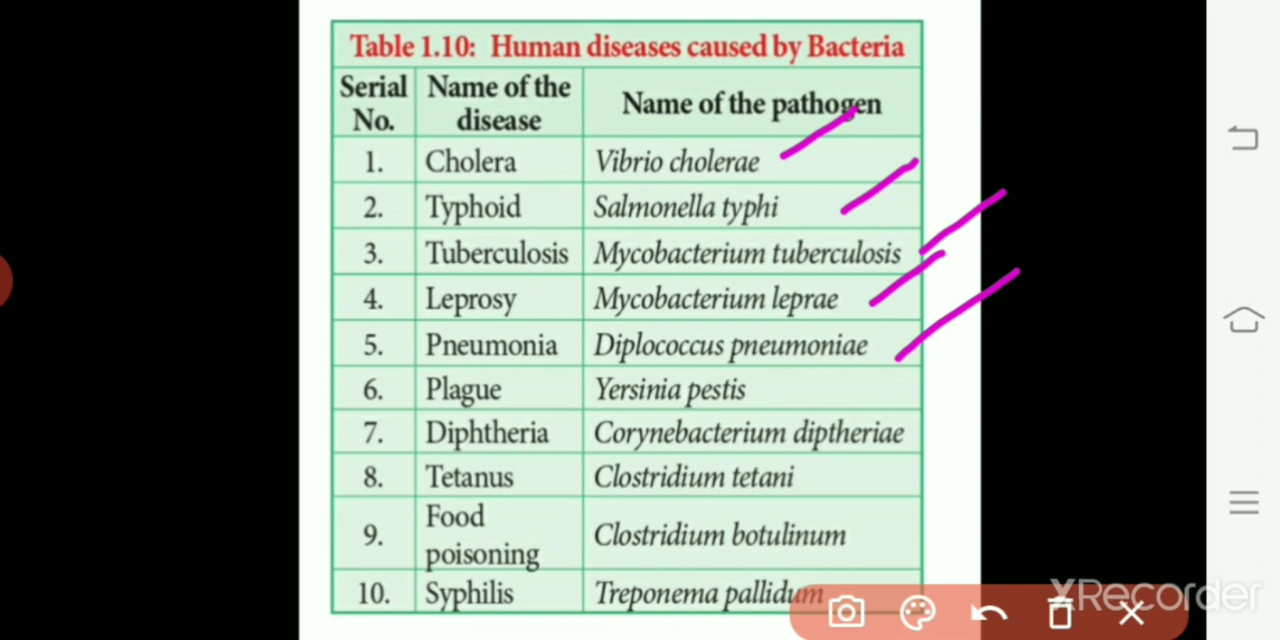 Table 1.10: Human diseases caused by Bacteria
Serial No. Name of the disease Name of the pathogen
1. Cholera Vibrio cholerae
2. Typhoid Salmonella typhi
3. Tuberculosis Mycobacterium tuberculosis
4. Leprosy Mycobacterium leprae
5. Pneumonia Diplococcus pneumoniae
6. Plague Yersinia pestis
7. Diphtheria Corynebacterium diptheriae
8. Tetanus Clostridium tetani
9. Food poisoning Clostridium botulinum
10. Syphilis Treponema pallidum
XRecorder